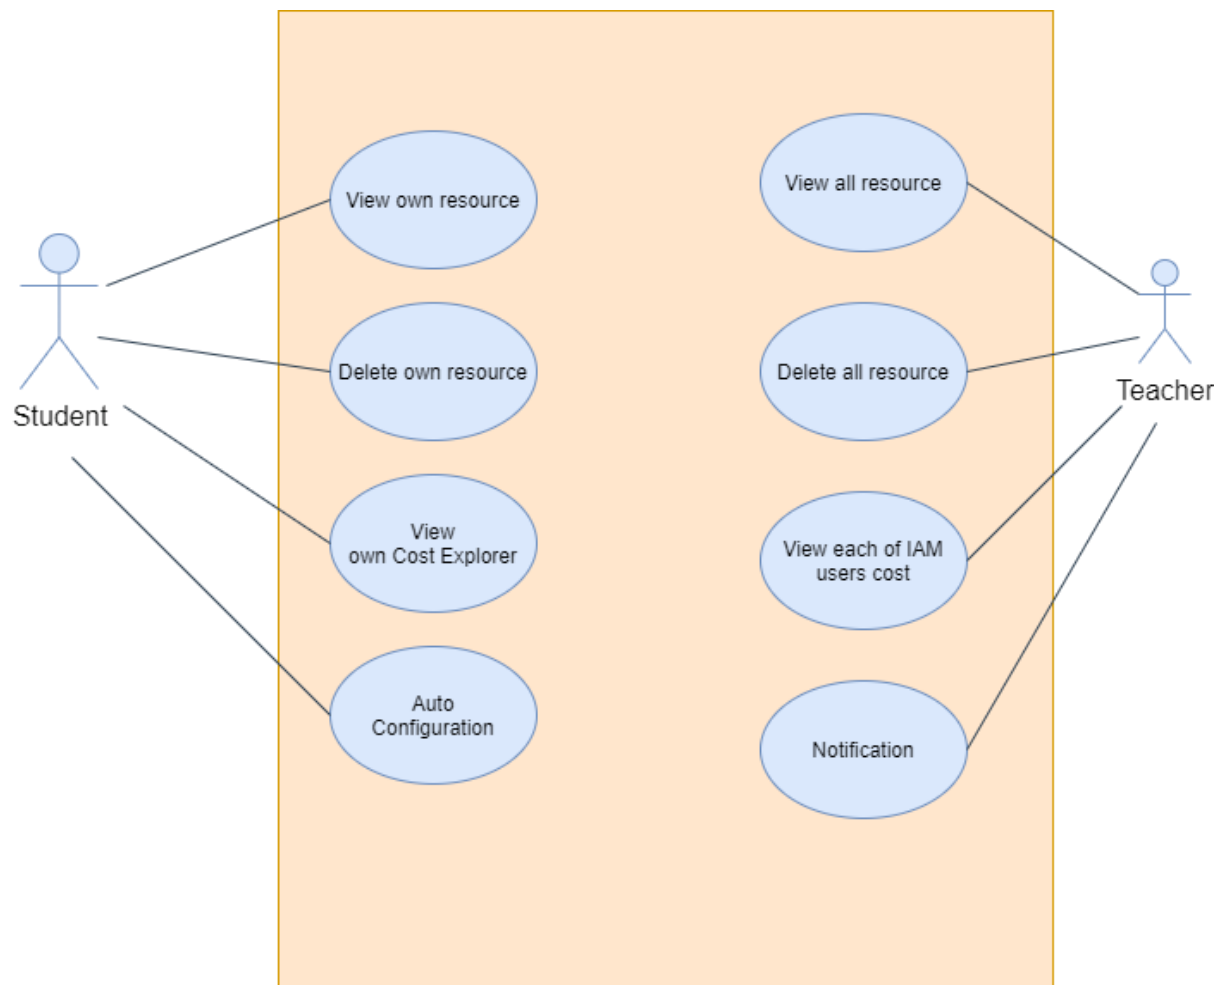 View own resource
View all resource
Delete own resource
Delete all resource
Student
Teacher
View
own Cost Explorer
View each of IAM
users cost
Auto
Configuration
Notification